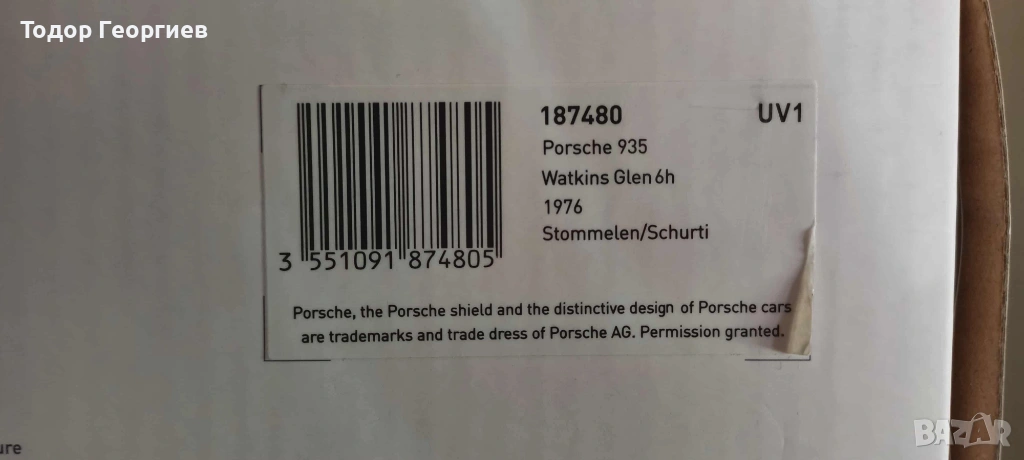 Тодор Георгиев
187480 UV1
Porsche 935
Watkins Glen 6h
1976
Stommelen/Schurti
3 551091 874805
Porsche, the Porsche shield and the distinctive design of Porsche cars
are trademarks and trade dress of Porsche AG. Permission granted.
ure
BAZAR